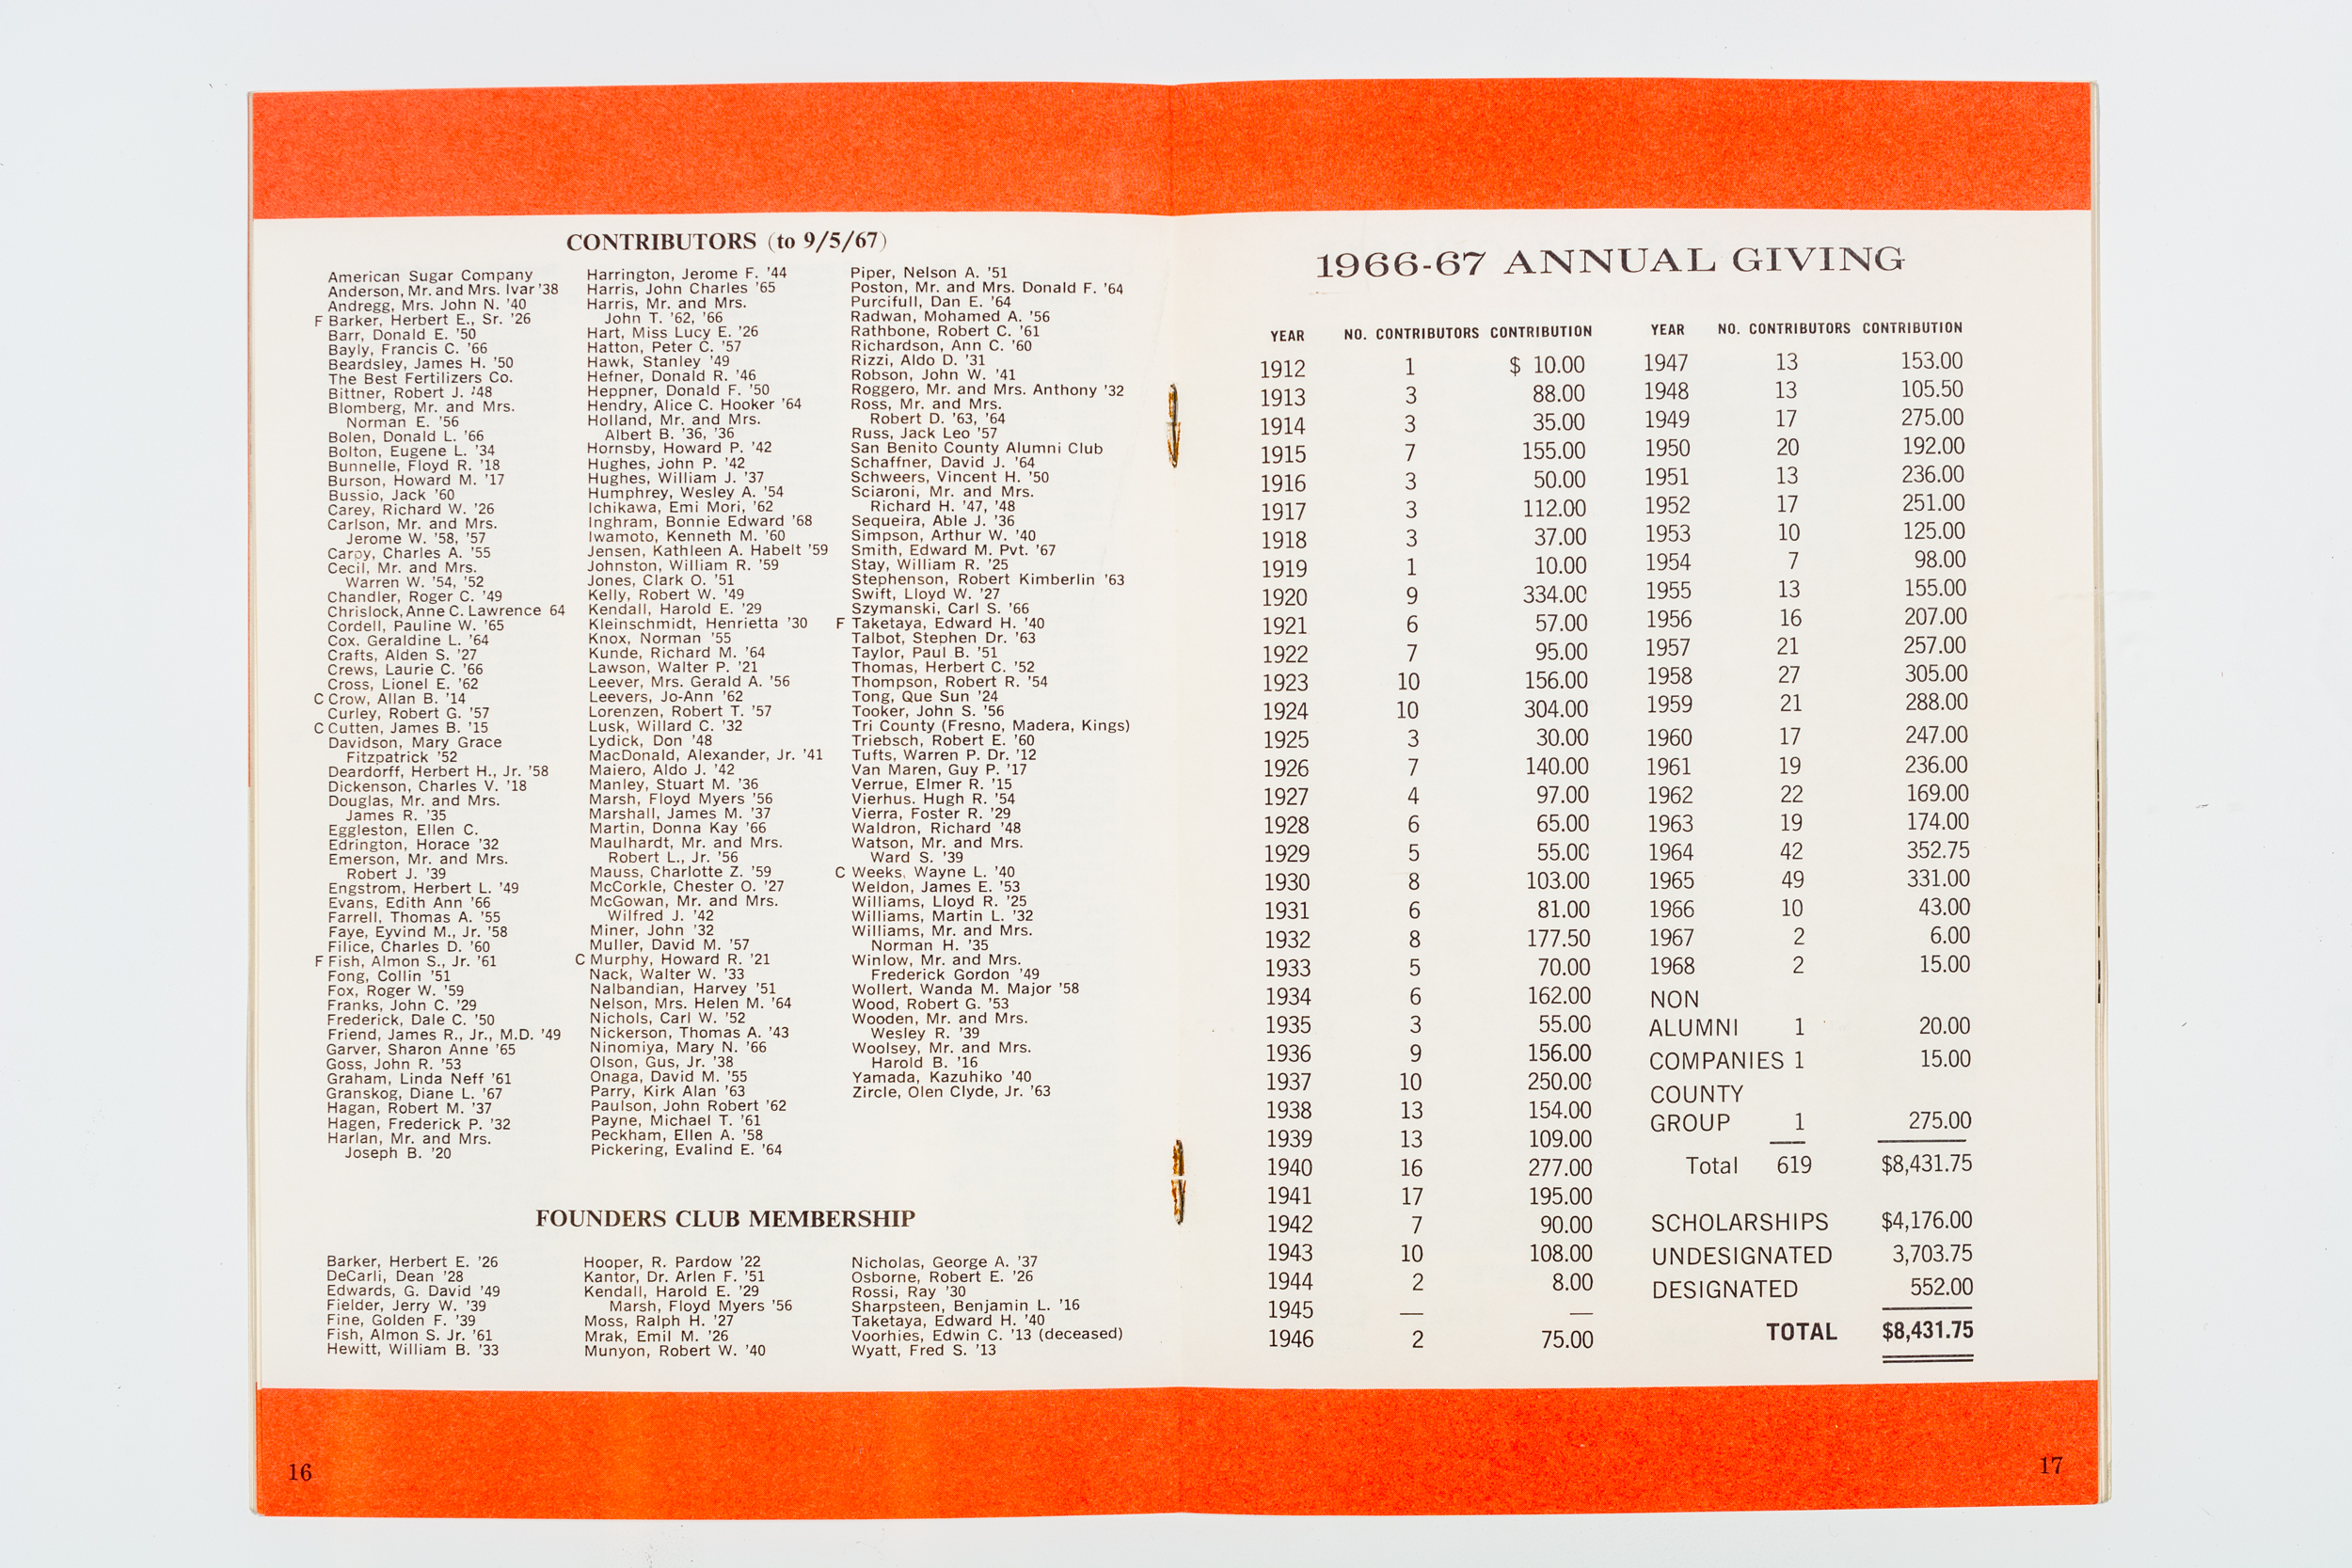 CONTRIBUTORS (to 9/5/67)
American Sugar Company
Anderson, Mr. and Mrs. Ivar '38
Andregg, Mrs. John N. '40
F Barker, Herbert E., Sr. '26
Barr, Donald E. '50
Bayly, Francis C. '66
Beardsley, James H. '50
The Best Fertilizers Co.
Bittner, Robert J. '48
Blomberg, Mr. and Mrs.
Norman E. '56
Bolen, Donald L. '66
Bolton, Eugene L. '34
Bunnelle, Floyd R. '18
Burson, Howard M. '17
Bussio, Jack '60
Carey, Richard W. '26
Carlson, Mr. and Mrs.
Jerome W. '58, '57
Carpy, Charles A. '55
Cecil, Mr. and Mrs.
Warren W. '54, '52
Chandler, Roger C. '49
Chrislock, Anne C. Lawrence 64
Cordell, Pauline W. '65
Cox, Geraldine L. '64
Crafts, Alden S. '27
Crews, Laurie C. '66
Cross, Lionel E. '62
C Crow, Allan B. '14
Curley, Robert G. '57
C Cutten, James B. '15
Davidson, Mary Grace
Fitzpatrick '52
Deardorff, Herbert H., Jr. '58
Dickenson, Charles V. '18
Douglas, Mr. and Mrs.
James R. '35
Eggleston, Ellen C.
Edrington, Horace '32
Emerson, Mr. and Mrs.
Robert J. '39
Engstrom, Herbert L. '49
Evans, Edith Ann '66
Farrell, Thomas A. '55
Faye, Eyvind M., Jr. '58
Filice, Charles D. '60
F Fish, Almon S., Jr. '61
Fong, Collin '51
Fox, Roger W. '59
Franks, John C. '29
Frederick, Dale C. '50
Friend, James R., Jr., M.D. '49
Garver, Sharon Anne '65
Goss, John R. '53
Graham, Linda Neff '61
Granskog, Diane L. '67
Hagan, Robert M. '37
Hagen, Frederick P. '32
Harlan, Mr. and Mrs.
Joseph B. '20
Harrington, Jerome F. '44
Harris, John Charles '65
Harris, Mr. and Mrs.
John T. '62, '66
Hart, Miss Lucy E. '26
Hatton, Peter C. '57
Hawk, Stanley '49
Hefner, Donald R. '46
Heppner, Donald F. '50
Hendry, Alice C. Hooker '64
Holland, Mr. and Mrs.
Albert B. '36, '36
Hornsby, Howard P. '42
Hughes, John P. '42
Hughes, William J. '37
Humphrey, Wesley A. '54
Ichikawa, Emi Mori, '62
Inghram, Bonnie Edward '68
Iwamoto, Kenneth M. '60
Jensen, Kathleen A. Habelt '59
Johnston, William R. '59
Jones, Clark O. '51
Kelly, Robert W. '49
Kendall, Harold E. '29
Kleinschmidt, Henrietta '30
Knox, Norman '55
Kunde, Richard M. '64
Lawson, Walter P. '21
Leever, Mrs. Gerald A. '56
Leevers, Jo-Ann '62
Lorenzen, Robert T. '57
Lusk, Willard C. '32
Lydick, Don '48
MacDonald, Alexander, Jr. '41
Maiero, Aldo J. '42
Manley, Stuart M. '36
Marsh, Floyd Myers '56
Marshall, James M. '37
Martin, Donna Kay '66
Maulhardt, Mr. and Mrs.
Robert L., Jr. '56
Mauss, Charlotte Z. '59
McCorkle, Chester O. '27
McGowan, Mr. and Mrs.
Wilfred J. '42
Miner, John '32
Muller, David M. '57
C Murphy, Howard R. '21
Nack, Walter W. '33
Nalbandian, Harvey '51
Nelson, Mrs. Helen M. '64
Nichols, Carl W. '52
Nickerson, Thomas A. '43
Ninomiya, Mary N. '66
Olson, Gus, Jr. '38
Onaga, David M. '55
Parry, Kirk Alan '63
Paulson, John Robert '62
Payne, Michael T. '61
Peckham, Ellen A. '58
Pickering, Evalind E. '64
Piper, Nelson A. '51
Poston, Mr. and Mrs. Donald F. '64
Purcifull, Dan E. '64
Radwan, Mohamed A. '56
Rathbone, Robert C. '61
Richardson, Ann C. '60
Rizzi, Aldo D. '31
Robson, John W. '41
Roggero, Mr. and Mrs. Anthony '32
Ross, Mr. and Mrs.
Robert D. '63, '64
Russ, Jack Leo '57
San Benito County Alumni Club
Schaffner, David J. '64
Schweers, Vincent H. '50
Sciaroni, Mr. and Mrs.
Richard H. '47, '48
Sequeira, Able J. '36
Simpson, Arthur W. '40
Smith, Edward M. Pvt. '67
Stay, William R. '25
Stephenson, Robert Kimberlin '63
Swift, Lloyd W. '27
Szymanski, Carl S. '66
F Taketaya, Edward H. '40
Talbot, Stephen Dr. '63
Taylor, Paul B. '51
Thomas, Herbert C. '52
Thompson, Robert R. '54
Tong, Que Sun '24
Tooker, John S. '56
Tri County (Fresno, Madera, Kings)
Triebsch, Robert E. '60
Tufts, Warren P. Dr. '12
Van Maren, Guy P. '17
Verrue, Elmer R. '15
Vierhus. Hugh R. '54
Vierra, Foster R. '29
Waldron, Richard '48
Watson, Mr. and Mrs.
Ward S. '39
C Weeks, Wayne L. '40
Weldon, James E. '53
Williams, Lloyd R. '25
Williams, Martin L. '32
Williams, Mr. and Mrs.
Norman H. '35
Winlow, Mr. and Mrs.
Frederick Gordon '49
Wollert, Wanda M. Major '58
Wood, Robert G. '53
Wooden, Mr. and Mrs.
Wesley R. '39
Woolsey, Mr. and Mrs.
Harold B. '16
Yamada, Kazuhiko '40
Zircle, Olen Clyde, Jr. '63
FOUNDERS CLUB MEMBERSHIP
Barker, Herbert E. '26
DeCarli, Dean '28
Edwards, G. David '49
Fielder, Jerry W. '39
Fine, Golden F. '39
Fish, Almon S. Jr. '61
Hewitt, William B. '33
Hooper, R. Pardow '22
Kantor, Dr. Arlen F. '51
Kendall, Harold E. '29
Marsh, Floyd Myers '56
Moss, Ralph H. '27
Mrak, Emil M. '26
Munyon, Robert W. '40
Nicholas, George A. '37
Osborne, Robert E. '26
Rossi, Ray '30
Sharpsteen, Benjamin L. '16
Taketaya, Edward H. '40
Voorhies, Edwin C. '13 (deceased)
Wyatt, Fred S. '13
16
1966-67 ANNUAL GIVING
YEAR NO. CONTRIBUTORS CONTRIBUTION
1912 1 $ 10.00
1913 3 88.00
1914 3 35.00
1915 7 155.00
1916 3 50.00
1917 3 112.00
1918 3 37.00
1919 1 10.00
1920 9 334.00
1921 6 57.00
1922 7 95.00
1923 10 156.00
1924 10 304.00
1925 3 30.00
1926 7 140.00
1927 4 97.00
1928 6 65.00
1929 5 55.00
1930 8 103.00
1931 6 81.00
1932 8 177.50
1933 5 70.00
1934 6 162.00
1935 3 55.00
1936 9 156.00
1937 10 250.00
1938 13 154.00
1939 13 109.00
1940 16 277.00
1941 17 195.00
1942 7 90.00
1943 10 108.00
1944 2 8.00
1945 — —
1946 2 75.00
YEAR NO. CONTRIBUTORS CONTRIBUTION
1947 13 153.00
1948 13 105.50
1949 17 275.00
1950 20 192.00
1951 13 236.00
1952 17 251.00
1953 10 125.00
1954 7 98.00
1955 13 155.00
1956 16 207.00
1957 21 257.00
1958 27 305.00
1959 21 288.00
1960 17 247.00
1961 19 236.00
1962 22 169.00
1963 19 174.00
1964 42 352.75
1965 49 331.00
1966 10 43.00
1967 2 6.00
1968 2 15.00
NON
ALUMNI 1 20.00
COMPANIES 1 15.00
COUNTY
GROUP 1 275.00
Total 619 $8,431.75
SCHOLARSHIPS $4,176.00
UNDESIGNATED 3,703.75
DESIGNATED 552.00
TOTAL $8,431.75
17